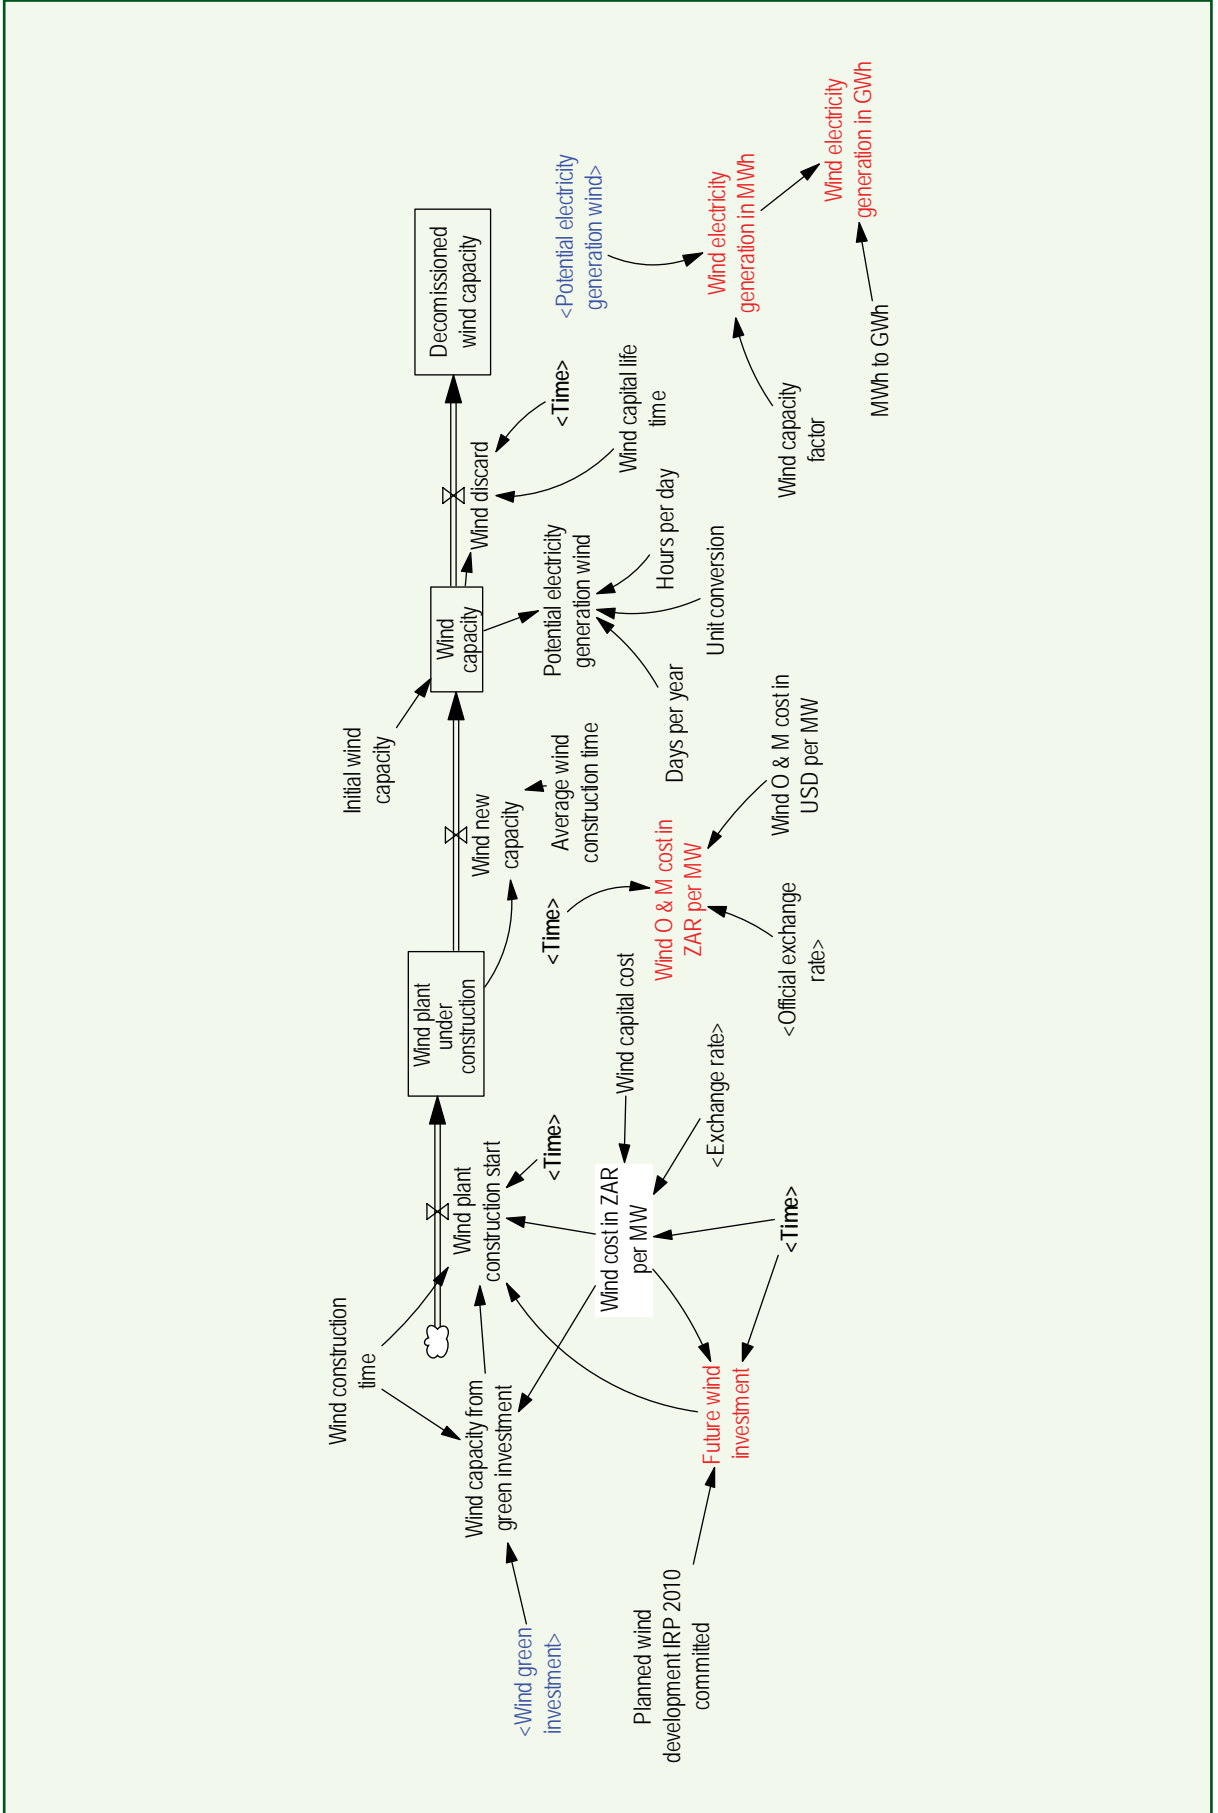 Wind construction
time
Initial wind
capacity
Wind plant
under
construction
Wind
capacity
Decomissioned
wind capacity
Wind plant
construction start
Wind new
capacity
Wind discard
Wind capacity from
green investment
<Time>
<Time>
Average wind
construction time
Potential electricity
generation wind
<Time>
<Potential electricity
generation wind>
<Wind green
investment>
Wind cost in ZAR
per MW
Wind capital cost
Wind capital life
time
Planned wind
development IRP 2010
committed
Wind O & M cost in
ZAR per MW
Days per year
Hours per day
Future wind
investment
<Exchange rate>
Unit conversion
Wind electricity
generation in MWh
<Time>
<Official exchange
rate>
Wind O & M cost in
USD per MW
Wind capacity
factor
Wind electricity
generation in GWh
MWh to GWh